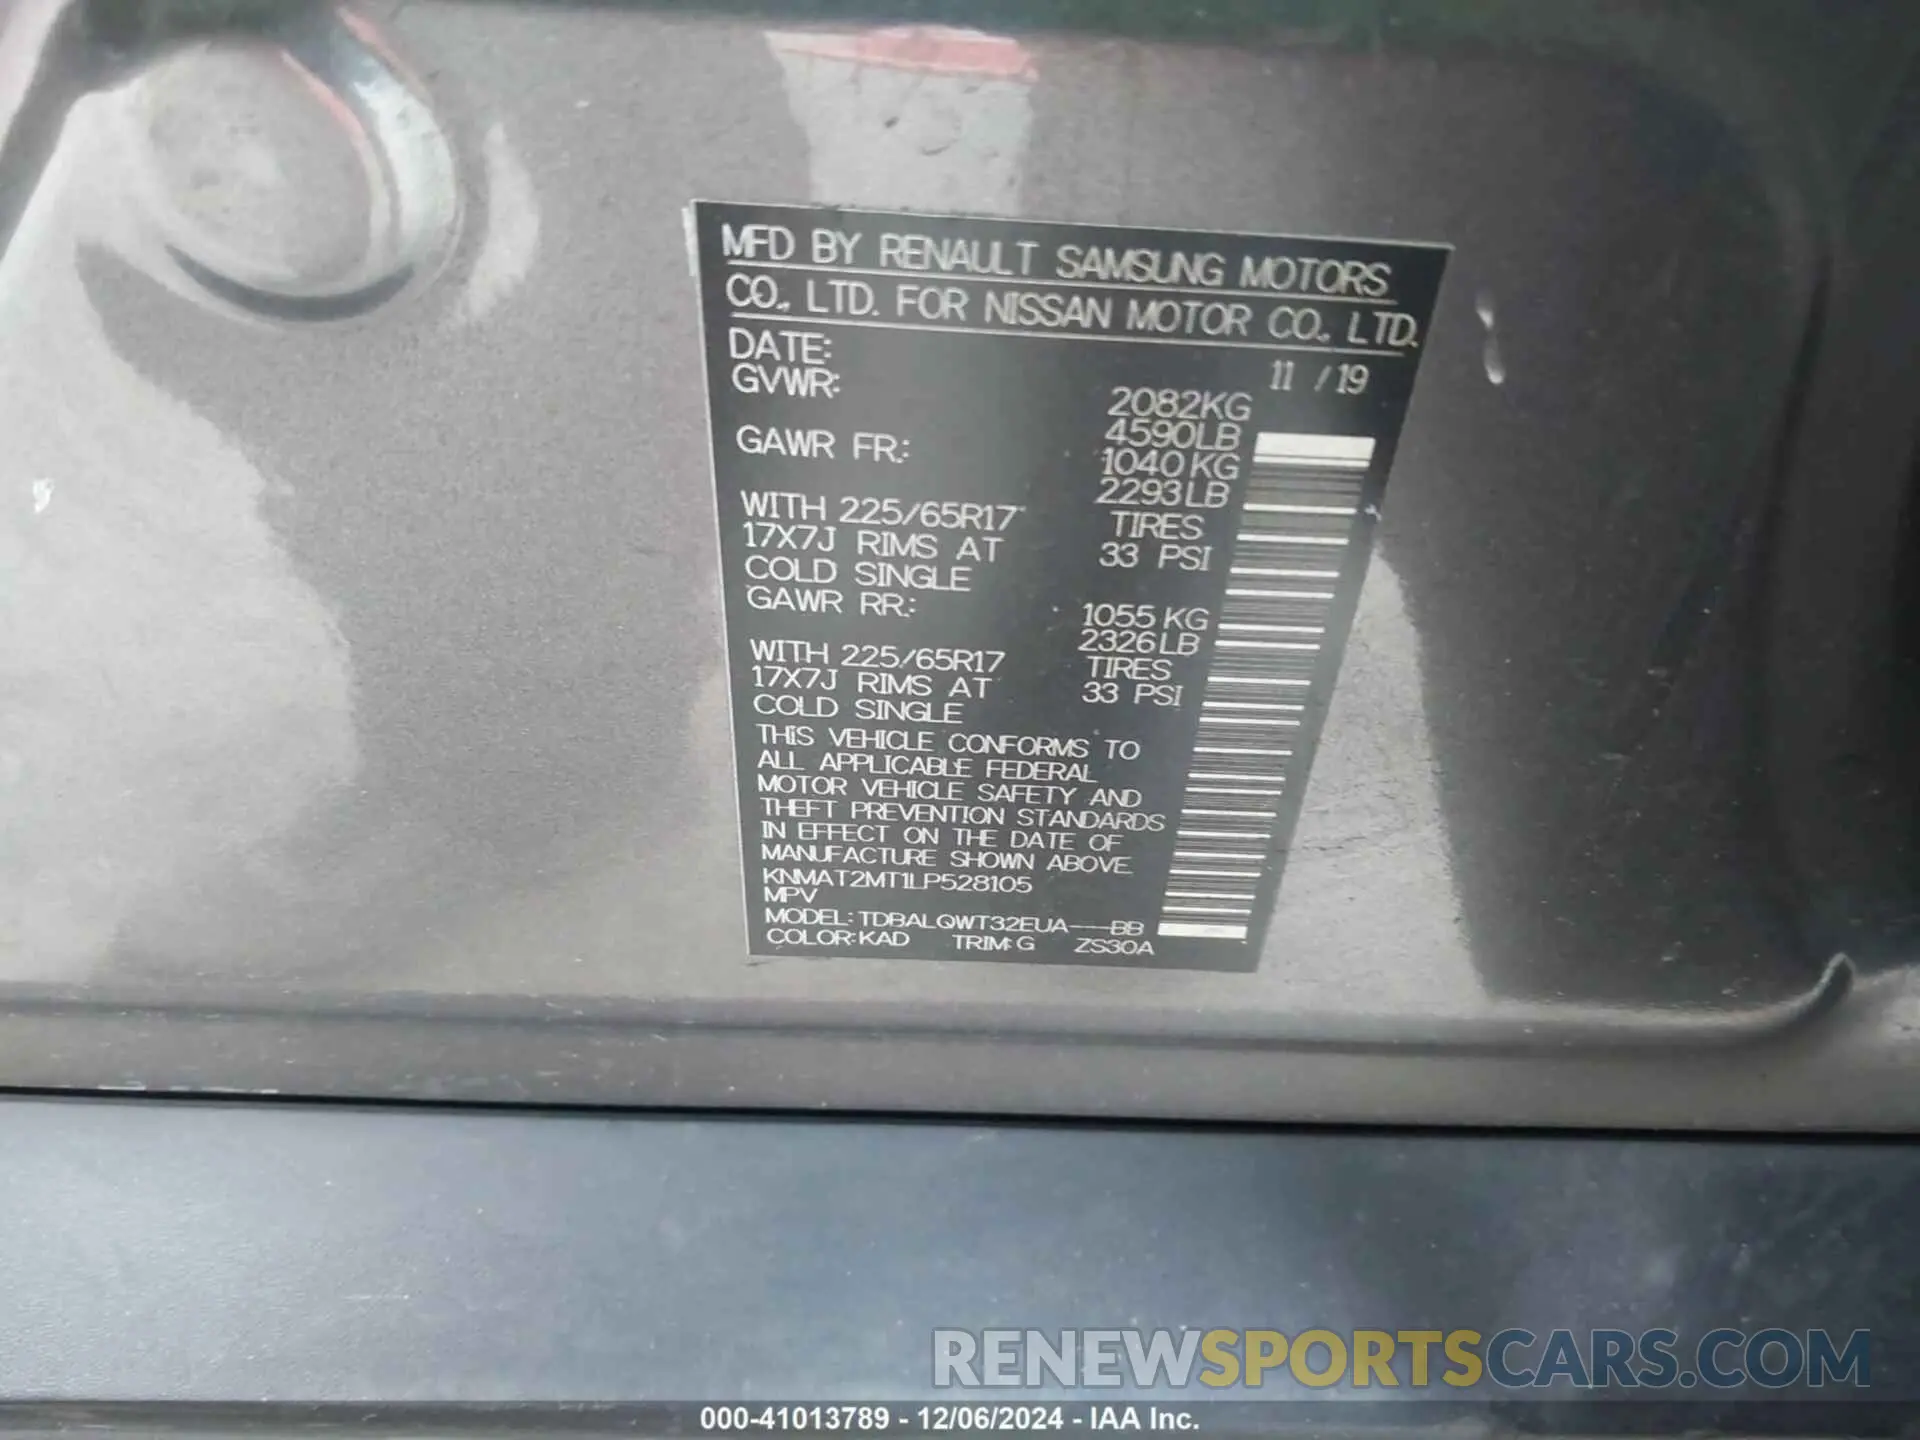 MFD BY RENAULT SAMSUNG MOTORS
CO., LTD. FOR NISSAN MOTOR CO., LTD.
DATE: 11 / 19
GVWR: 2082KG
4590LB
GAWR FR.: 1040KG
2293LB
WITH 225/65R17 TIRES
17X7J RIMS AT 33 PSI
COLD SINGLE
GAWR RR.: 1055KG
2326LB
WITH 225/65R17 TIRES
17X7J RIMS AT 33 PSI
COLD SINGLE
THIS VEHICLE CONFORMS TO
ALL APPLICABLE FEDERAL
MOTOR VEHICLE SAFETY AND
THEFT PREVENTION STANDARDS
IN EFFECT ON THE DATE OF
MANUFACTURE SHOWN ABOVE.
KNMAT2MT1LP528105
MPV
MODEL: TDBALQWT32EUA---BB
COLOR:KAD TRIM:G ZS30A
RENEWSPORTSCARS.COM
000-41013789 - 12/06/2024 - IAA Inc.